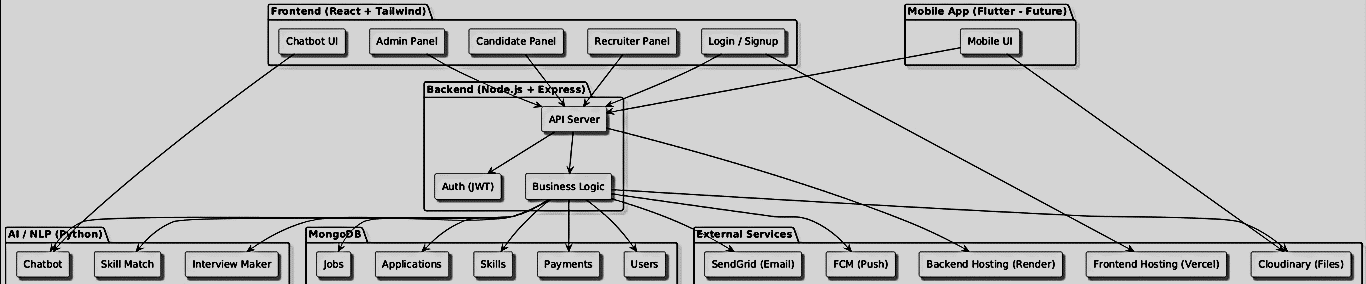 Frontend (React + Tailwind)
Mobile App (Flutter - Future)
Chatbot UI
Admin Panel
Candidate Panel
Recruiter Panel
Login / Signup
Mobile UI
Backend (Node.js + Express)
API Server
Auth (JWT)
Business Logic
AI / NLP (Python)
MongoDB
External Services
Chatbot
Skill Match
Interview Maker
Jobs
Applications
Skills
Payments
Users
SendGrid (Email)
FCM (Push)
Backend Hosting (Render)
Frontend Hosting (Vercel)
Cloudinary (Files)